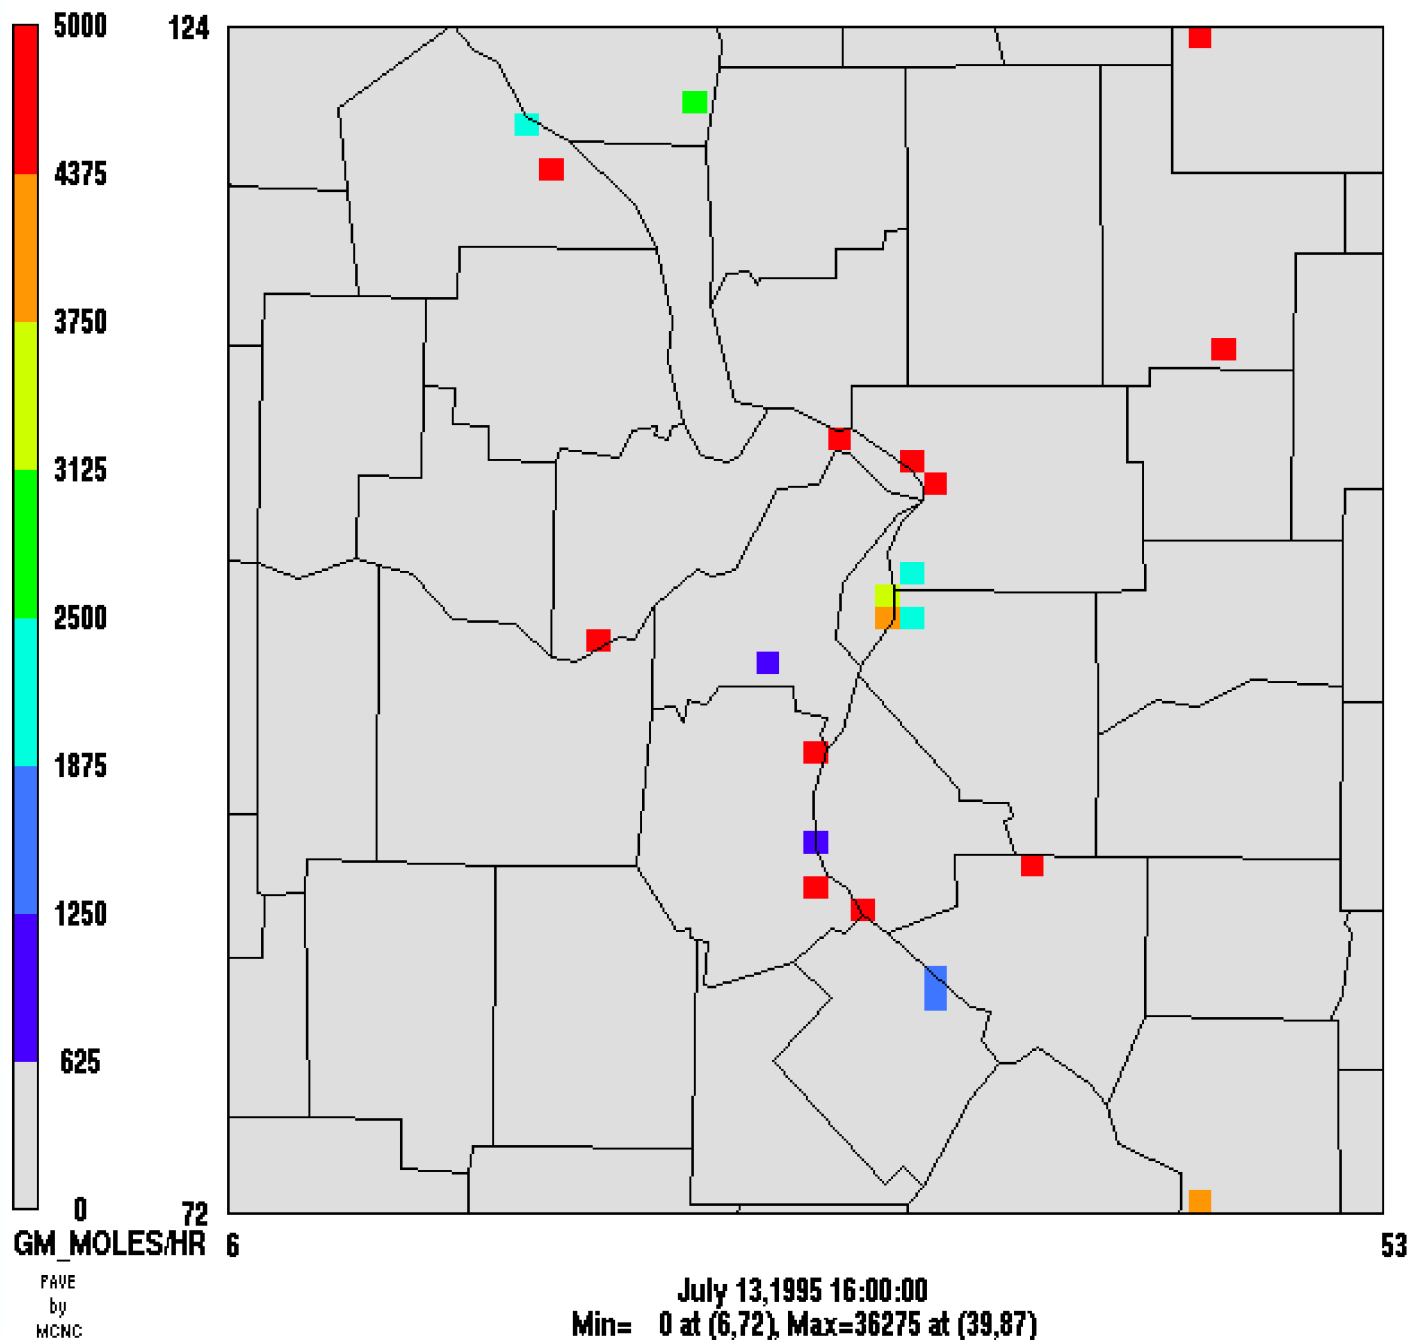 5000
124
4375
3750
3125
2500
1875
1250
625
0
72
GM_MOLES/HR 6
53
PAVE
by
MCNC
July 13,1995 16:00:00
Min= 0 at (6,72), Max=36275 at (39,87)